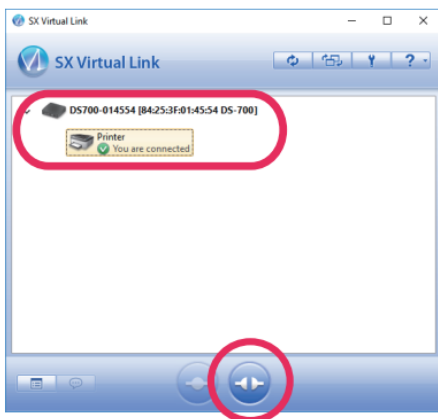 SX Virtual Link
SX Virtual Link
?
DS700-014554 [84:25:3F:01:45:54 DS-700]
Printer
You are connected